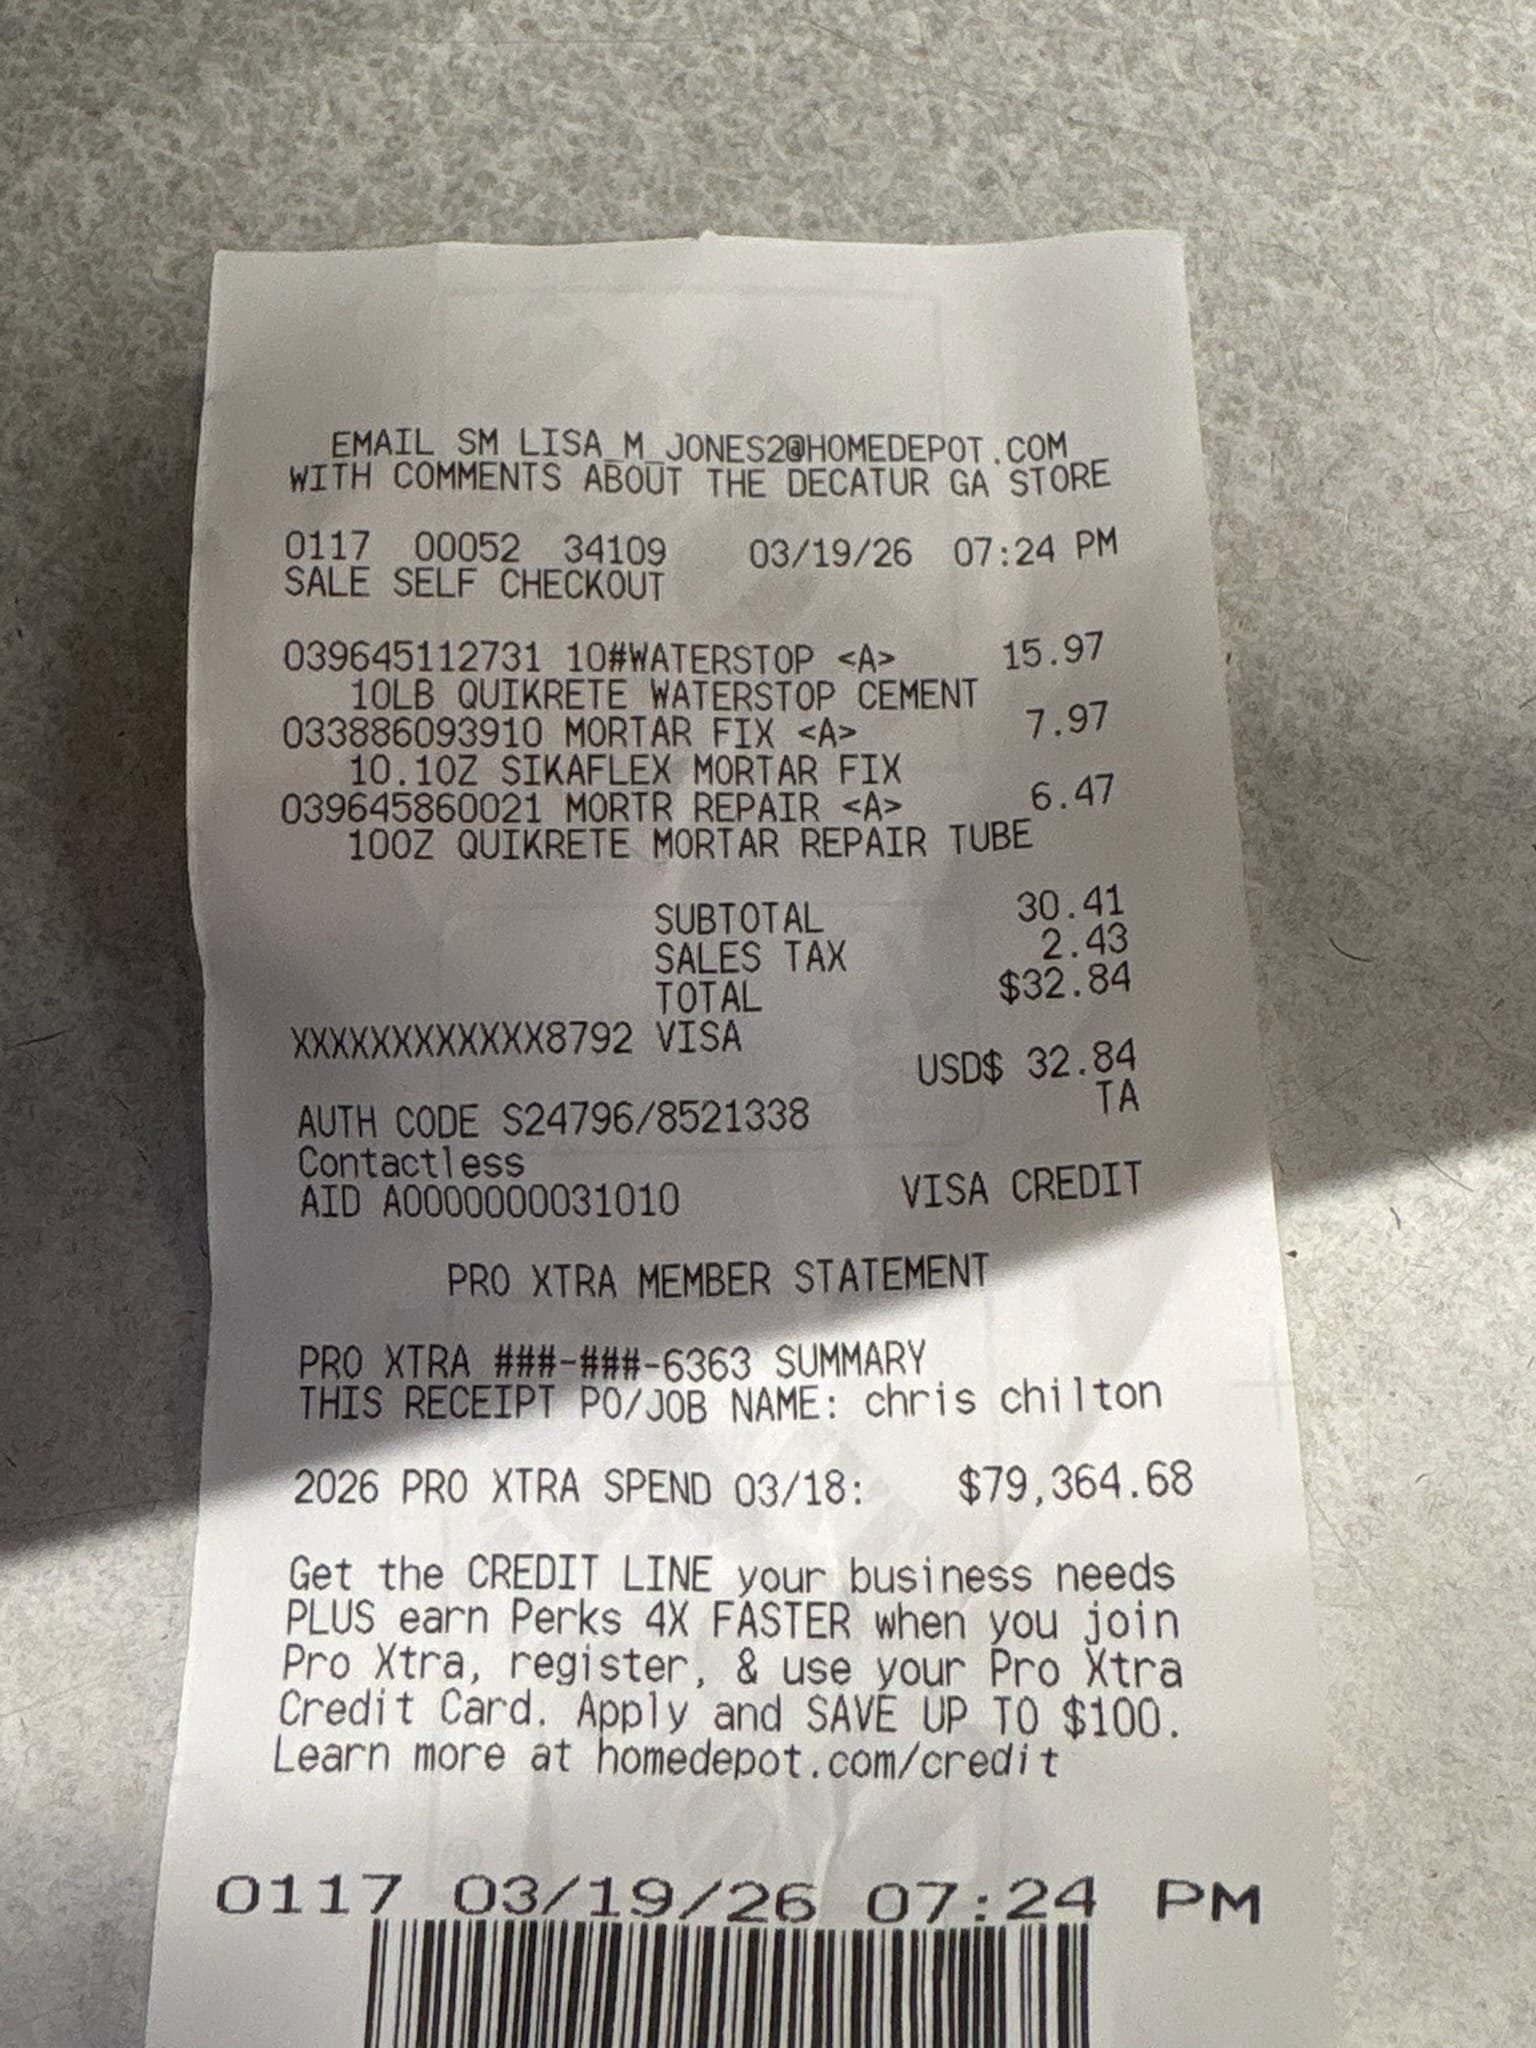 EMAIL SM LISA_M_JONES2@HOMEDEPOT.COM
WITH COMMENTS ABOUT THE DECATUR GA STORE
0117 00052 34109 03/19/26 07:24 PM
SALE SELF CHECKOUT
039645112731 10#WATERSTOP <A> 15.97
10LB QUIKRETE WATERSTOP CEMENT
033886093910 MORTAR FIX <A> 7.97
10.1OZ SIKAFLEX MORTAR FIX
039645860021 MORTR REPAIR <A> 6.47
10OZ QUIKRETE MORTAR REPAIR TUBE
SUBTOTAL 30.41
SALES TAX 2.43
TOTAL $32.84
XXXXXXXXXXXX8792 VISA
USD$ 32.84
AUTH CODE S24796/8521338 TA
Contactless
AID A0000000031010 VISA CREDIT
PRO XTRA MEMBER STATEMENT
PRO XTRA ###-###-6363 SUMMARY
THIS RECEIPT PO/JOB NAME: chris chilton
2026 PRO XTRA SPEND 03/18: $79,364.68
Get the CREDIT LINE your business needs
PLUS earn Perks 4X FASTER when you join
Pro Xtra, register, & use your Pro Xtra
Credit Card. Apply and SAVE UP TO $100.
Learn more at homedepot.com/credit
0117 03/19/26 07:24 PM